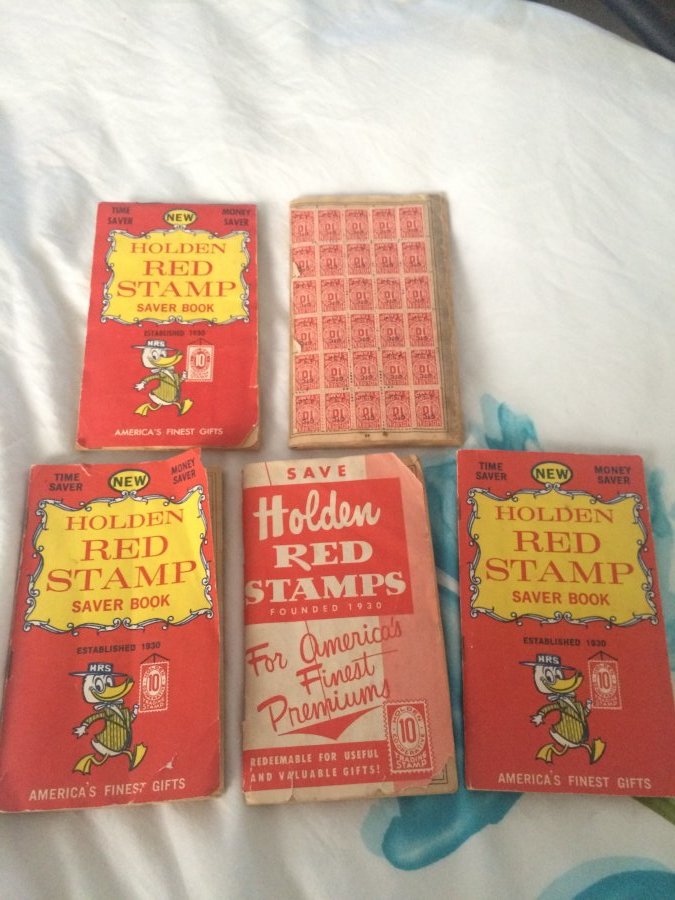 TIME SAVER
NEW
MONEY SAVER
HOLDEN
RED
STAMP
SAVER BOOK
ESTABLISHED 1930
HRS
10
AMERICA'S FINEST GIFTS
TIME SAVER
NEW
MONEY SAVER
HOLDEN
RED
STAMP
SAVER BOOK
ESTABLISHED 1930
HRS
10
AMERICA'S FINEST GIFTS
SAVE
Holden
RED
STAMPS
FOUNDED 1930
For America's
Finest
Premiums
10
TRADING
STAMP
REDEEMABLE FOR USEFUL
AND VALUABLE GIFTS!
TIME SAVER
NEW
MONEY SAVER
HOLDEN
RED
STAMP
SAVER BOOK
ESTABLISHED 1930
HRS
10
AMERICA'S FINEST GIFTS